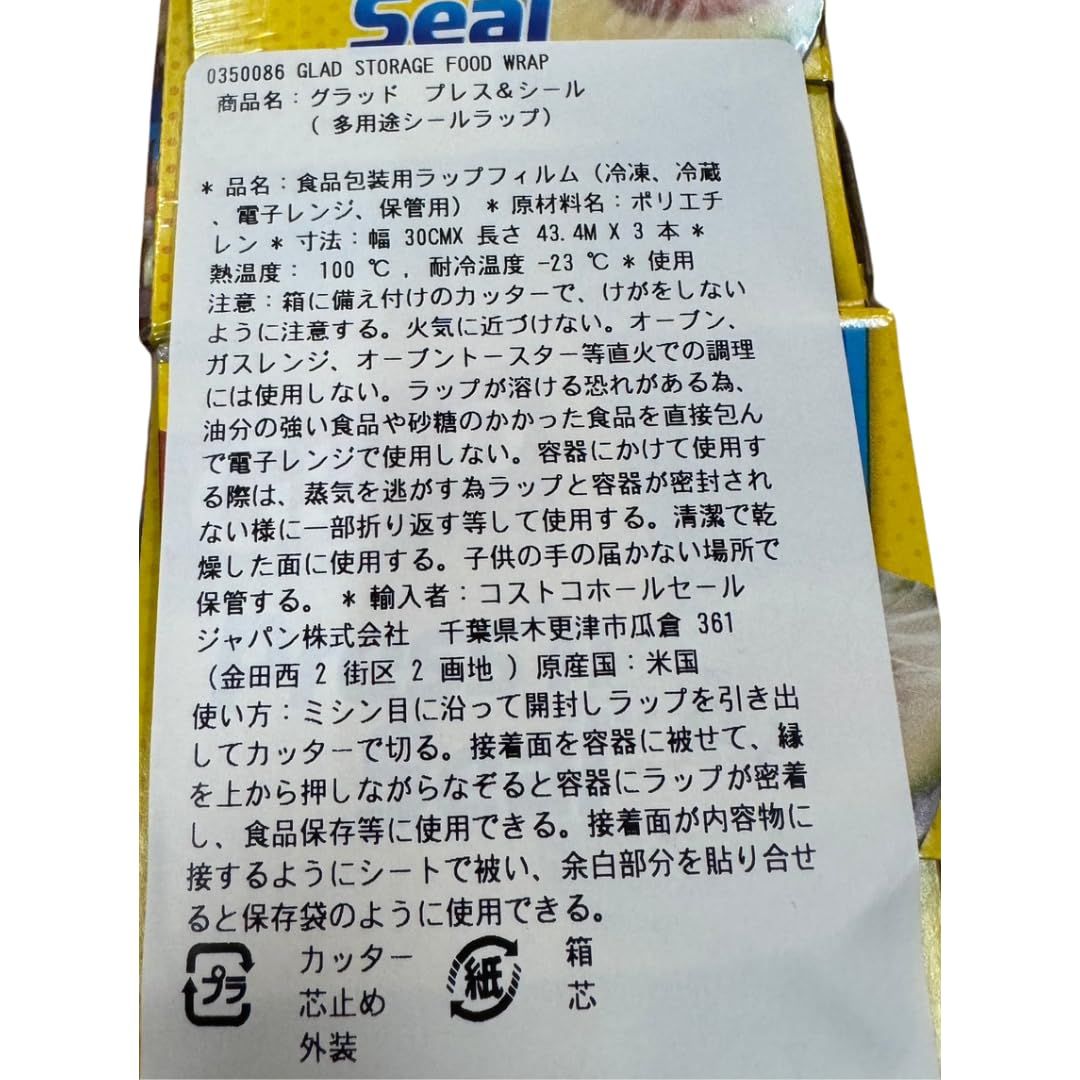 Seal
0350086 GLAD STORAGE FOOD WRAP
商品名：グラッド プレス＆シール
( 多用途シールラップ)
* 品名：食品包装用ラップフィルム（冷凍、冷蔵
、電子レンジ、保管用） * 原材料名：ポリエチ
レン * 寸法：幅 30CMX 長さ 43.4M X 3 本 *
熱温度： 100 ℃ , 耐冷温度 -23 ℃ * 使用
注意：箱に備え付けのカッターで、けがをしない
ように注意する。火気に近づけない。オーブン、
ガスレンジ、オーブントースター等直火での調理
には使用しない。ラップが溶ける恐れがある為、
油分の強い食品や砂糖のかかった食品を直接包ん
で電子レンジで使用しない。容器にかけて使用す
る際は、蒸気を逃がす為ラップと容器が密封され
ない様に一部折り返す等して使用する。清潔で乾
燥した面に使用する。子供の手の届かない場所で
保管する。 * 輸入者：コストコホールセール
ジャパン株式会社 千葉県木更津市瓜倉 361
（金田西 2 街区 2 画地 ）原産国：米国
使い方：ミシン目に沿って開封しラップを引き出
してカッターで切る。接着面を容器に被せて、縁
を上から押しながらなぞると容器にラップが密着
し、食品保存等に使用できる。接着面が内容物に
接するようにシートで被い、余白部分を貼り合せ
ると保存袋のように使用できる。
プラ カッター 紙 箱
芯止め 芯
外装